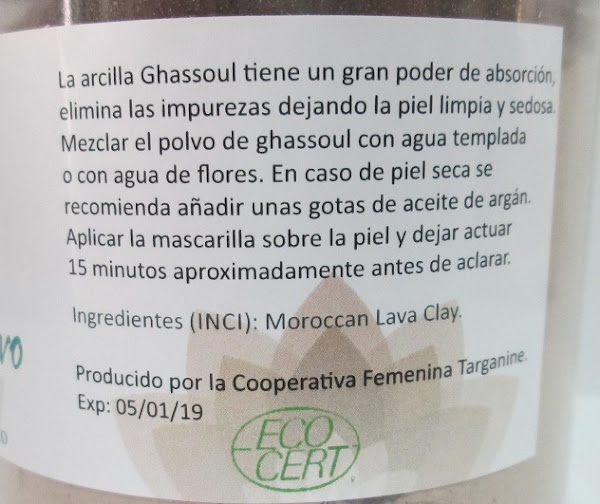 La arcilla Ghassoul tiene un gran poder de absorción,
elimina las impurezas dejando la piel limpia y sedosa.
Mezclar el polvo de ghassoul con agua templada
o con agua de flores. En caso de piel seca se
recomienda añadir unas gotas de aceite de argán.
Aplicar la mascarilla sobre la piel y dejar actuar
15 minutos aproximadamente antes de aclarar.
Ingredientes (INCI): Moroccan Lava Clay.
Producido por la Cooperativa Femenina Targanine.
Exp: 05/01/19
ECO
CERT